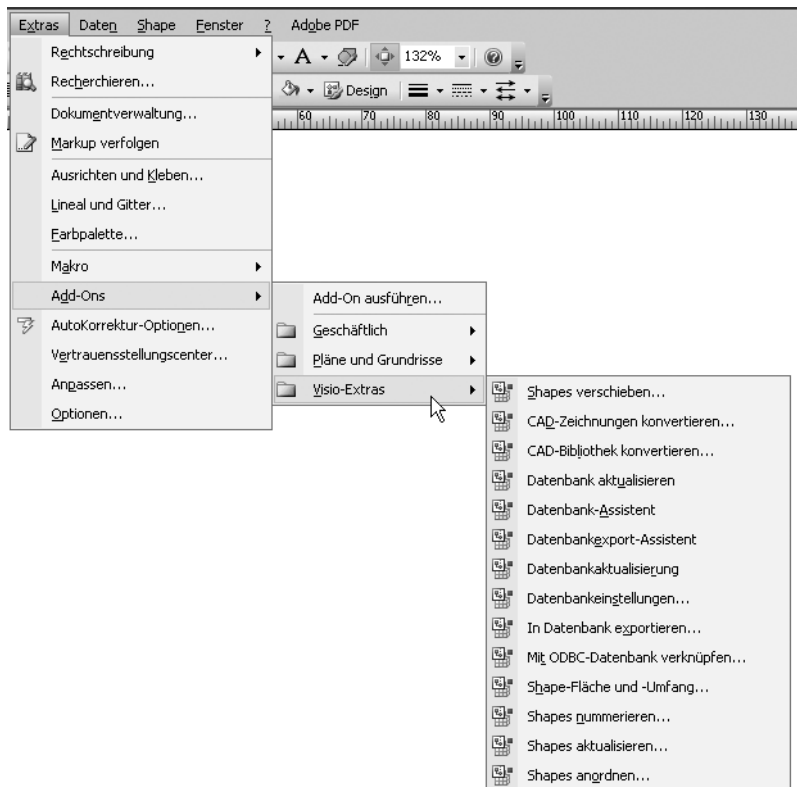 Extras Daten Shape Fenster ? Adobe PDF
132%
Design
60 70 80 90 100 110 120 130
Rechtschreibung
Recherchieren...
Dokumentverwaltung...
Markup verfolgen
Ausrichten und Kleben...
Lineal und Gitter...
Farbpalette...
Makro
Add-Ons
AutoKorrektur-Optionen...
Vertrauensstellungscenter...
Anpassen...
Optionen...
Add-On ausführen...
Geschäftlich
Pläne und Grundrisse
Visio-Extras
Shapes verschieben...
CAD-Zeichnungen konvertieren...
CAD-Bibliothek konvertieren...
Datenbank aktualisieren
Datenbank-Assistent
Datenbankexport-Assistent
Datenbankaktualisierung
Datenbankeinstellungen...
In Datenbank exportieren...
Mit ODBC-Datenbank verknüpfen...
Shape-Fläche und -Umfang...
Shapes nummerieren...
Shapes aktualisieren...
Shapes anordnen...